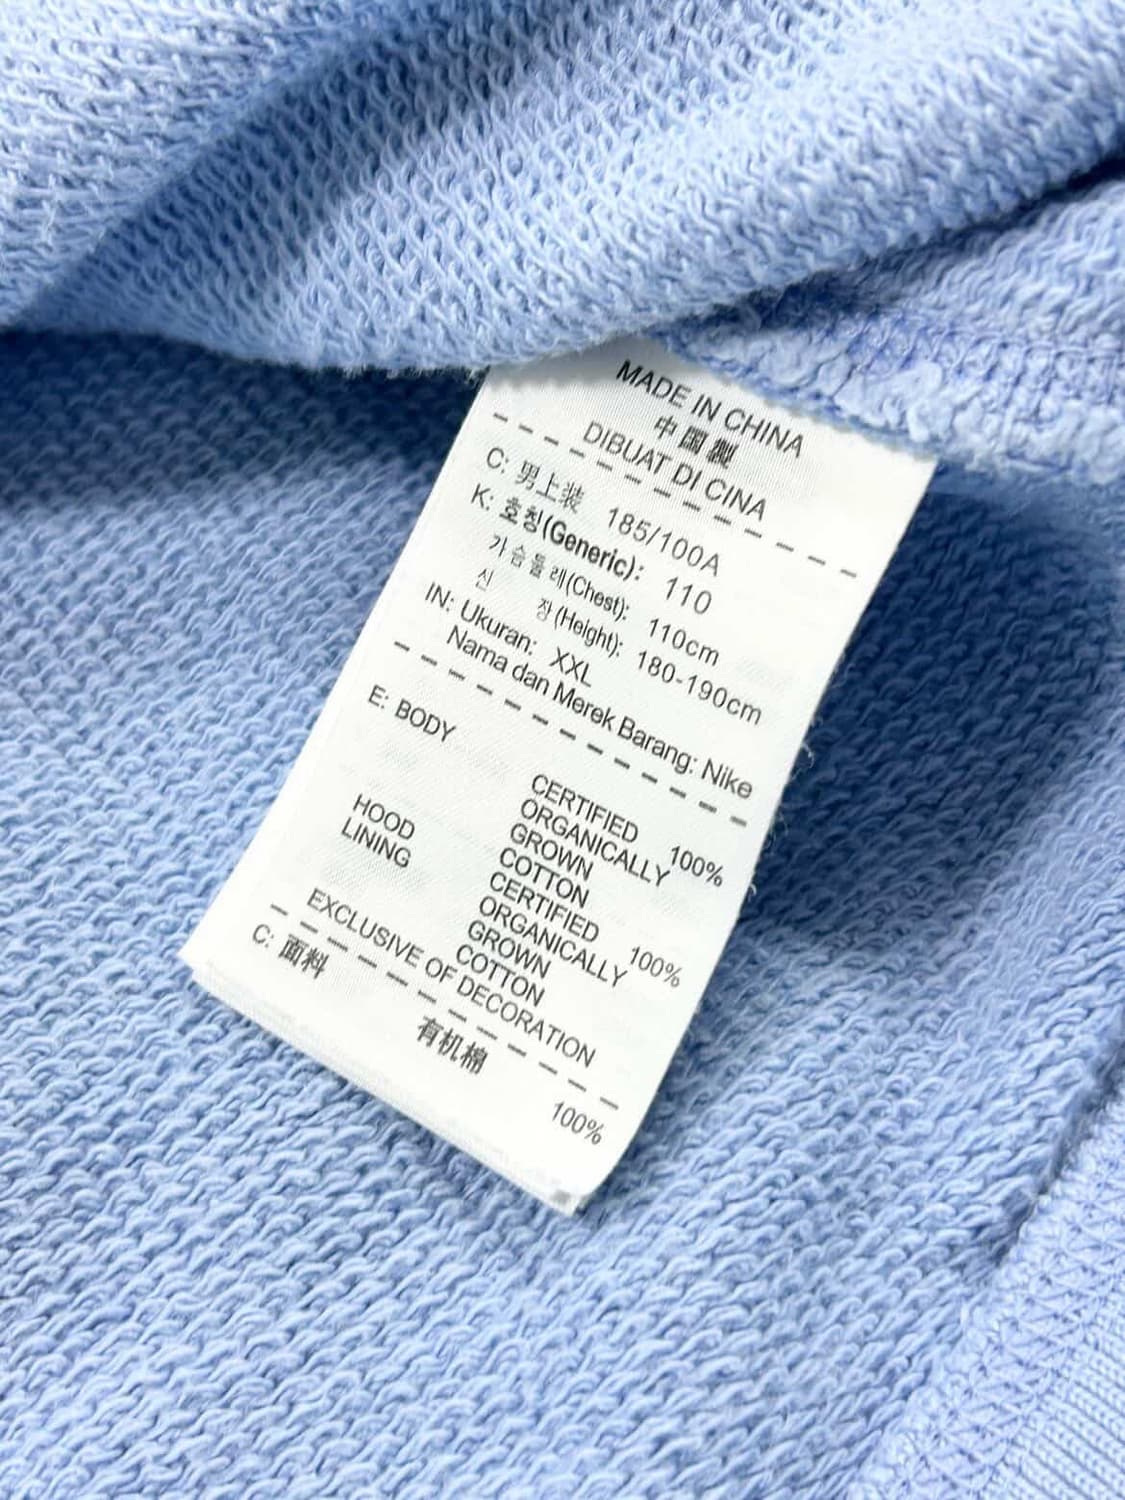 MADE IN CHINA
中国製
DIBUAT DI CINA
C: 男上装 185/100A
K: 호칭(Generic): 110
가슴둘레(Chest): 110cm
신 장(Height): 180-190cm
IN: Ukuran: XXL
Nama dan Merek Barang: Nike
E: BODY
CERTIFIED
ORGANICALLY 100%
GROWN
COTTON
HOOD CERTIFIED
LINING ORGANICALLY 100%
GROWN
COTTON
EXCLUSIVE OF DECORATION
C: 面料
有机棉 100%